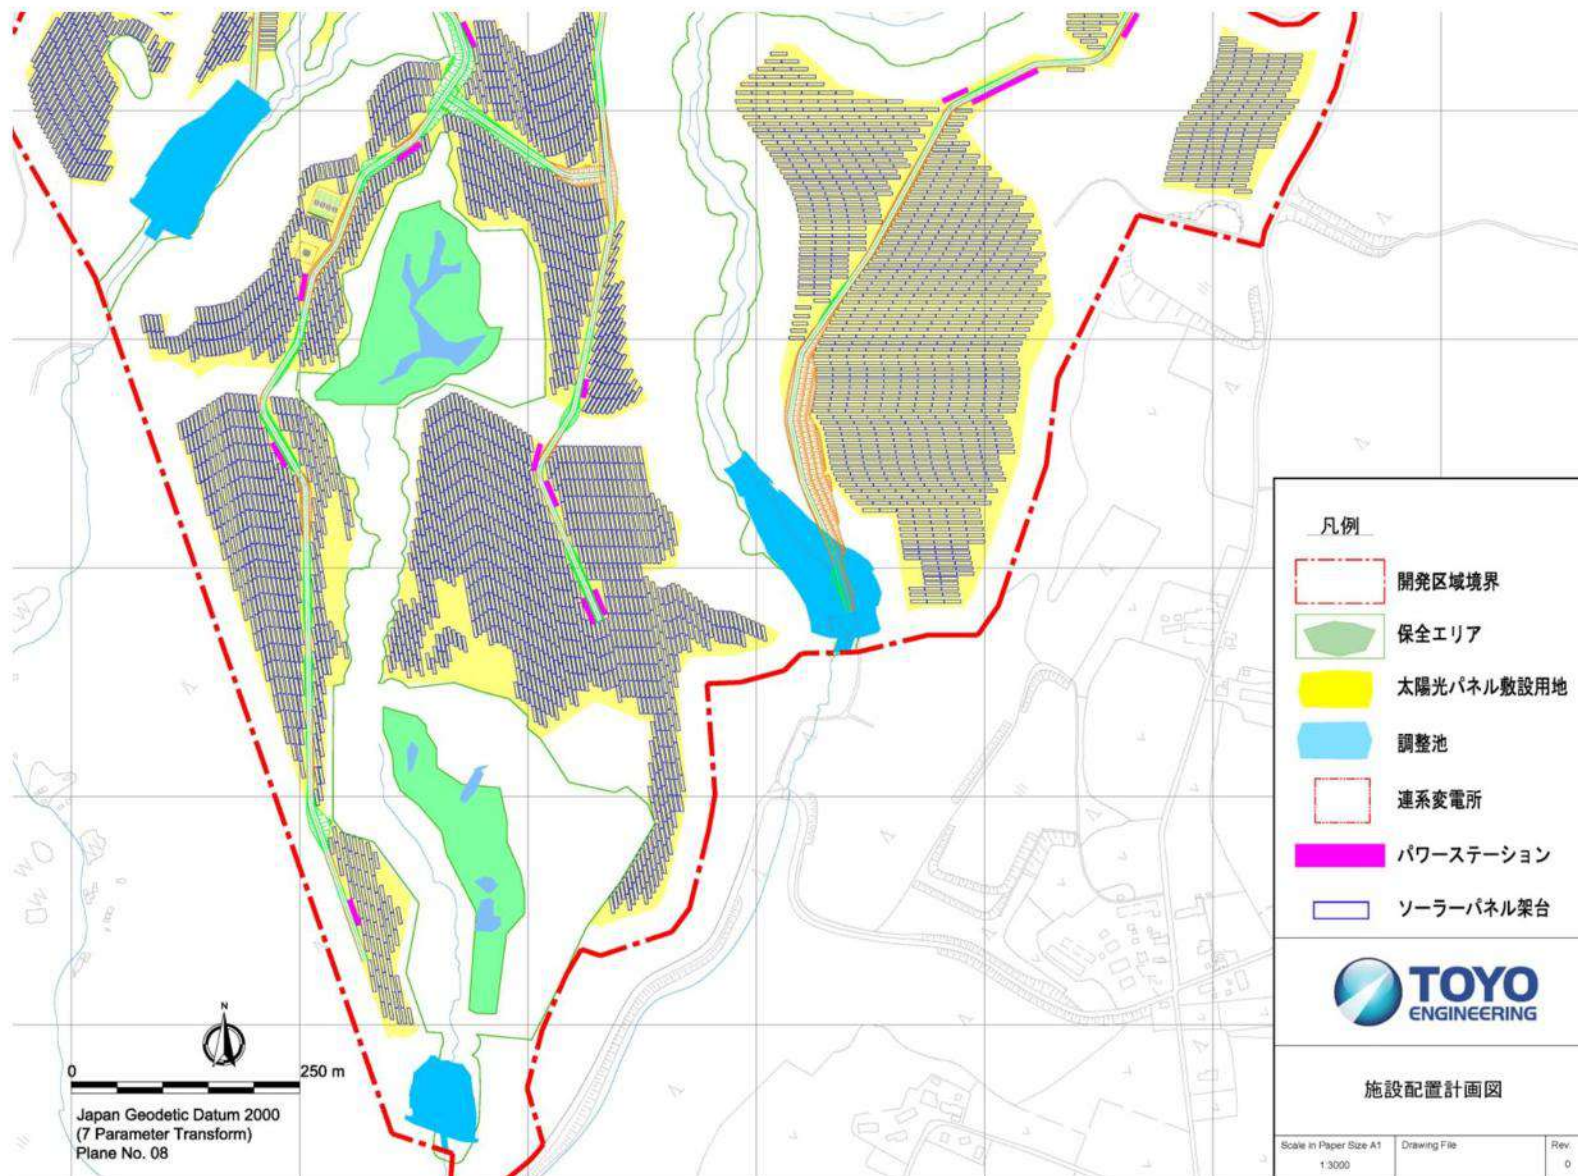 凡例
開発区域境界
保全エリア
太陽光パネル敷設用地
調整池
連系変電所
パワーステーション
ソーラーパネル架台
TOYO
ENGINEERING
施設配置計画図
Scale in Paper Size A1
1:3000
Drawing File
Rev.
0
N
0
250 m
Japan Geodetic Datum 2000
(7 Parameter Transform)
Plane No. 08